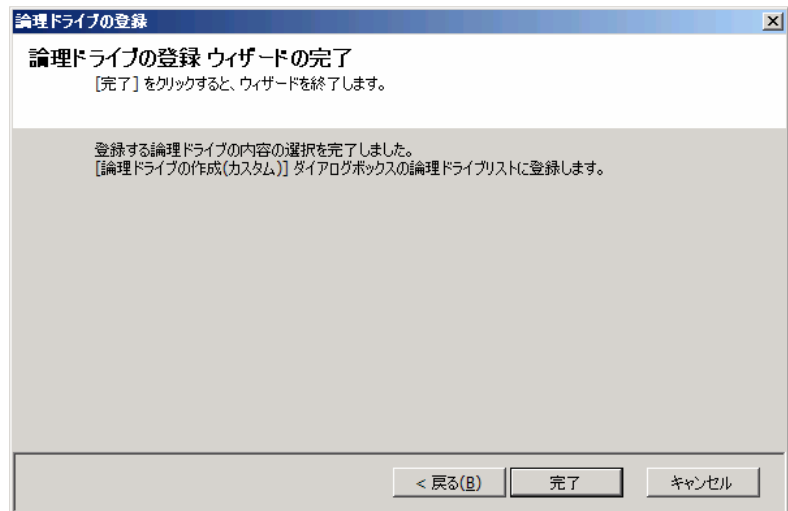 論理ドライブの登録
論理ドライブの登録 ウィザードの完了
[完了] をクリックすると、ウィザードを終了します。
登録する論理ドライブの内容の選択を完了しました。
[論理ドライブの作成(カスタム)] ダイアログボックスの論理ドライブリストに登録します。
< 戻る(B) 完了 キャンセル